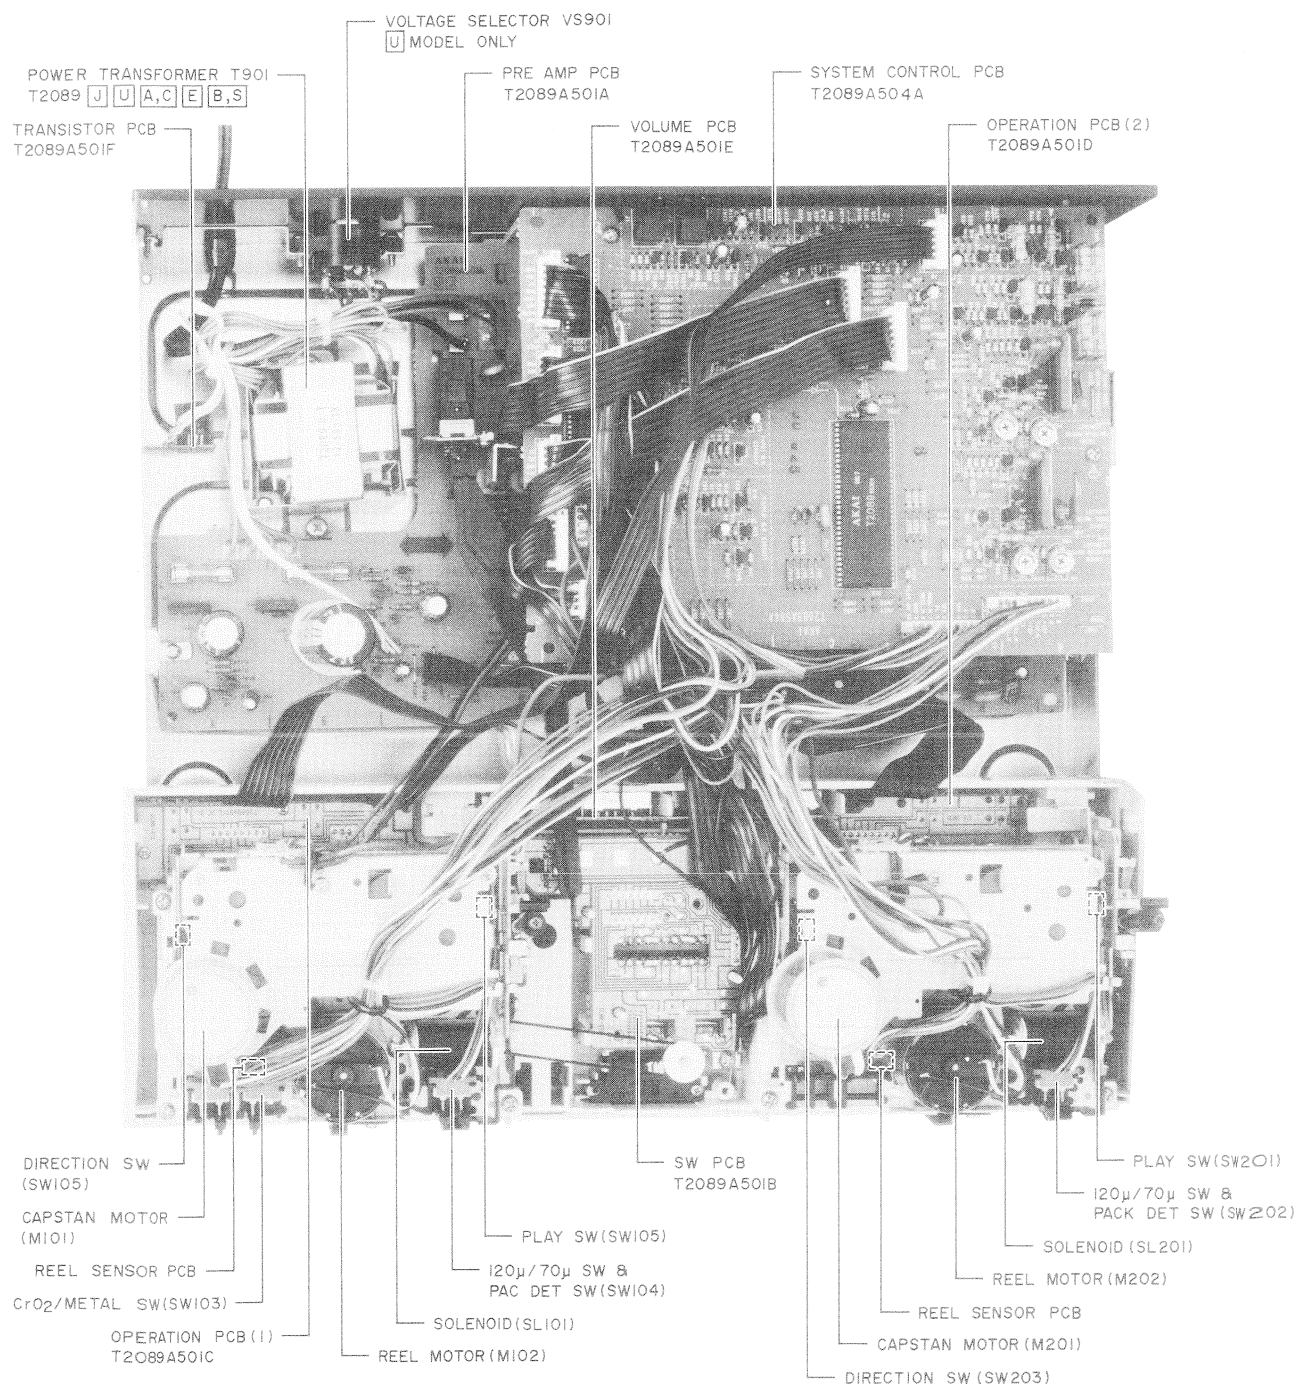 VOLTAGE SELECTOR VS901
U MODEL ONLY
POWER TRANSFORMER T901
T2089 J U A,C E B,S
PRE AMP PCB
T2089A501A
SYSTEM CONTROL PCB
T2089A504A
TRANSISTOR PCB
T2089A501F
VOLUME PCB
T2089A501E
OPERATION PCB(2)
T2089A501D
AKAI
AKAI
DIRECTION SW
(SW105)
CAPSTAN MOTOR
(M101)
REEL SENSOR PCB
CrO2/METAL SW(SW103)
OPERATION PCB(1)
T2089A501C
PLAY SW(SW105)
120μ/70μ SW &
PAC DET SW(SW104)
SOLENOID(SL101)
REEL MOTOR(M102)
SW PCB
T2089A501B
PLAY SW(SW201)
120μ/70μ SW &
PACK DET SW(SW202)
SOLENOID(SL201)
REEL MOTOR(M202)
REEL SENSOR PCB
CAPSTAN MOTOR(M201)
DIRECTION SW(SW203)